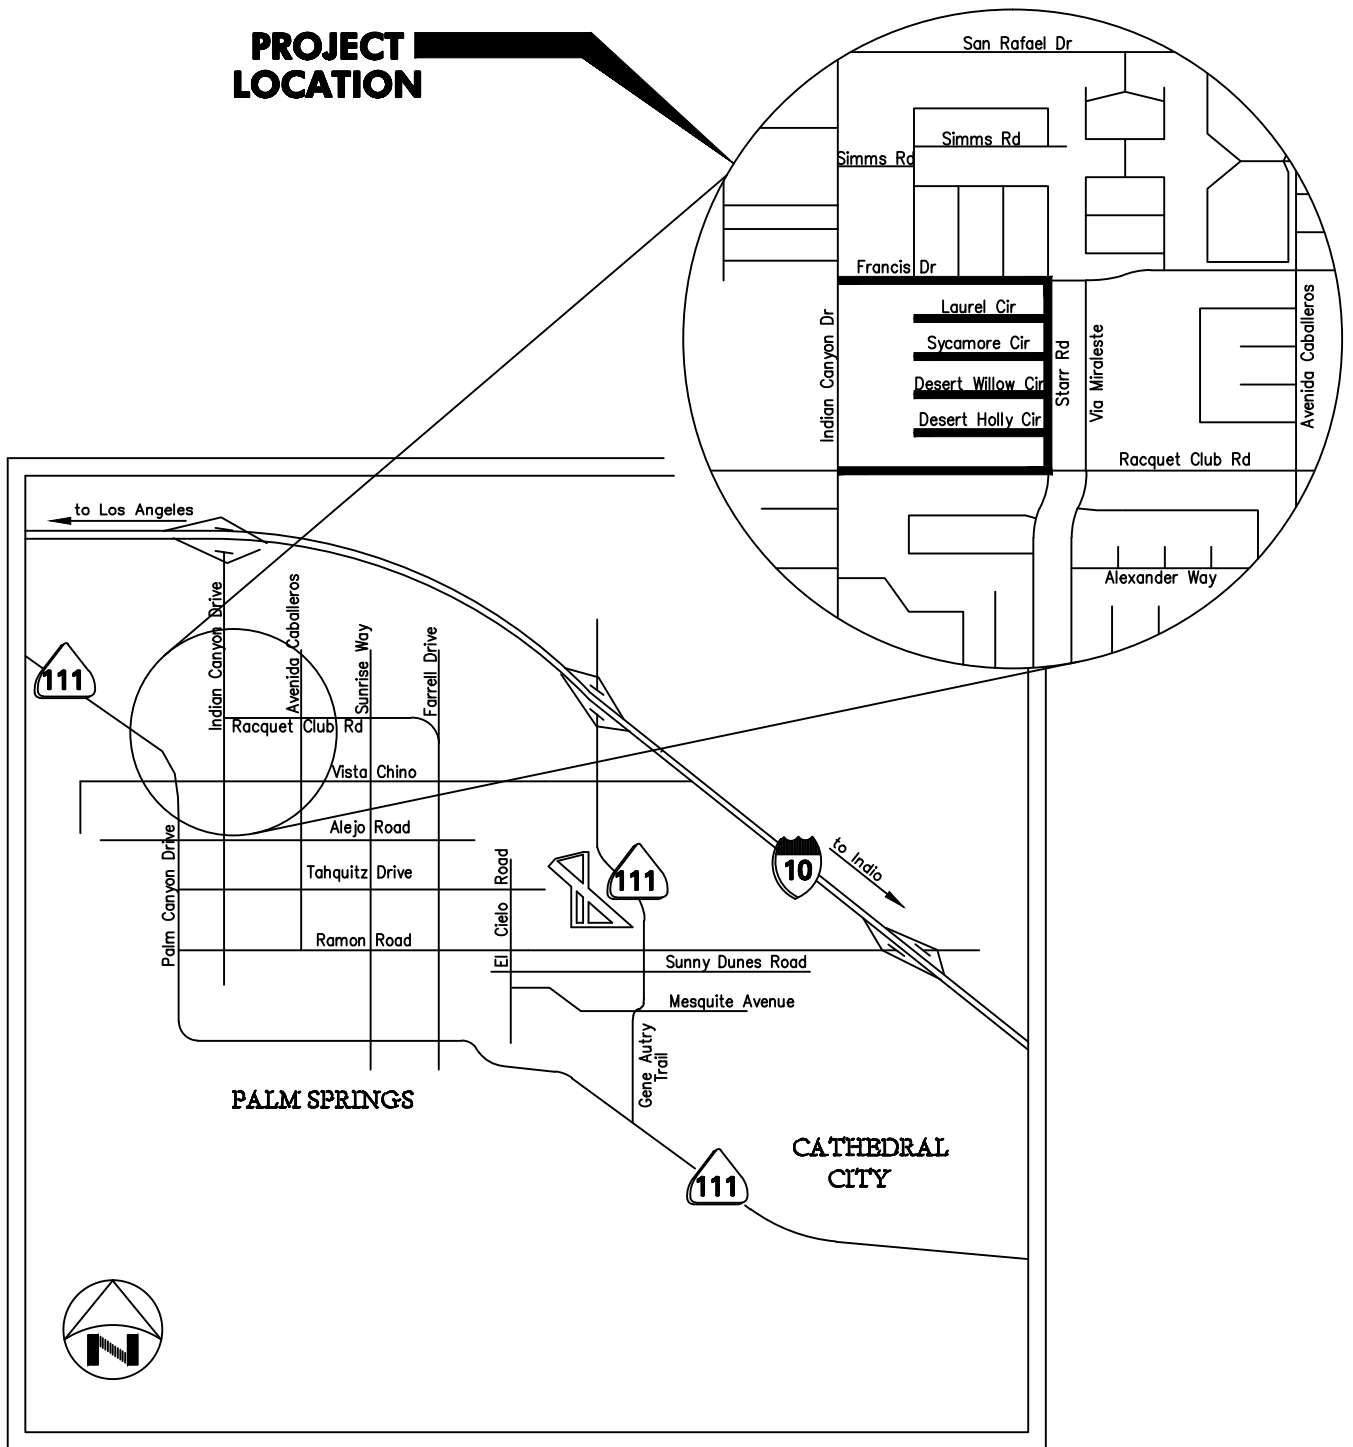 PROJECT
LOCATION
San Rafael Dr
Simms Rd
Simms Rd
Francis Dr
Laurel Cir
Sycamore Cir
Desert Willow Cir
Desert Holly Cir
Indian Canyon Dr
Starr Rd
Via Miraleste
Avenida Caballeros
Racquet Club Rd
Alexander Way
to Los Angeles
111
Indian Canyon Drive
Avenida Caballeros
Sunrise Way
Farrell Drive
Racquet Club Rd
Vista Chino
Alejo Road
Tahquitz Drive
Palm Canyon Drive
El Cielo Road
111
10
to Indio
Ramon Road
Sunny Dunes Road
Mesquite Avenue
Gene Autry
Trail
PALM SPRINGS
CATHEDRAL
CITY
111
N